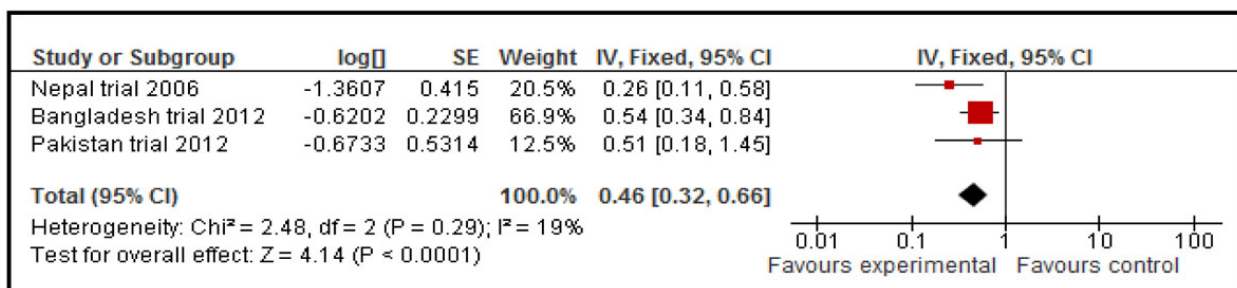 Study or Subgroup log[] SE Weight IV, Fixed, 95% CI IV, Fixed, 95% CI
Nepal trial 2006 -1.3607 0.415 20.5% 0.26 [0.11, 0.58]
Bangladesh trial 2012 -0.6202 0.2299 66.9% 0.54 [0.34, 0.84]
Pakistan trial 2012 -0.6733 0.5314 12.5% 0.51 [0.18, 1.45]
Total (95% CI) 100.0% 0.46 [0.32, 0.66]
Heterogeneity: Chi² = 2.48, df = 2 (P = 0.29); I² = 19%
Test for overall effect: Z = 4.14 (P < 0.0001)
0.01 0.1 1 10 100
Favours experimental Favours control